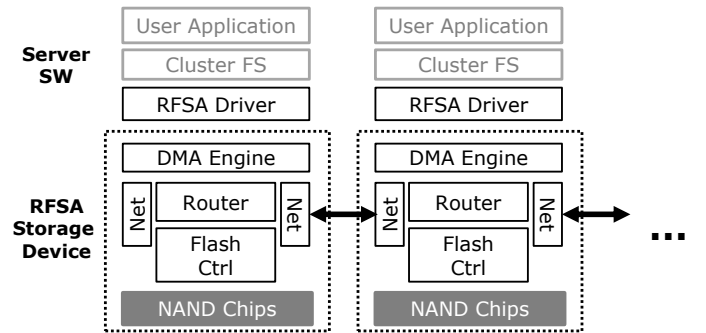 Server
SW
User Application
Cluster FS
RFSA Driver
User Application
Cluster FS
RFSA Driver
RFSA
Storage
Device
DMA Engine
Net
Router
Net
Flash
Ctrl
NAND Chips
DMA Engine
Net
Router
Net
Flash
Ctrl
NAND Chips
...